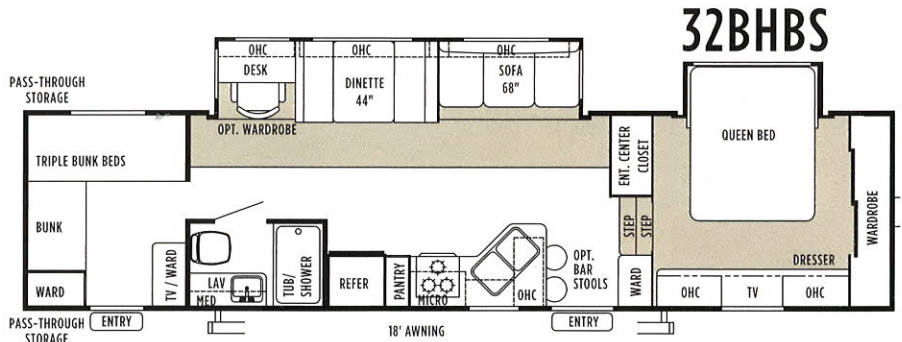 32BHBS
PASS-THROUGH
STORAGE
OHC
DESK
OHC
DINETTE
44"
OHC
SOFA
68"
OPT. WARDROBE
TRIPLE BUNK BEDS
BUNK
WARD
TV / WARD
LAV
MED
TUB/
SHOWER
REFER
PANTRY
MICRO
OHC
OPT.
BAR
STOOLS
ENT. CENTER
CLOSET
STEP
STEP
WARD
QUEEN BED
DRESSER
OHC
TV
OHC
WARDROBE
PASS-THROUGH
STORAGE
ENTRY
18' AWNING
ENTRY